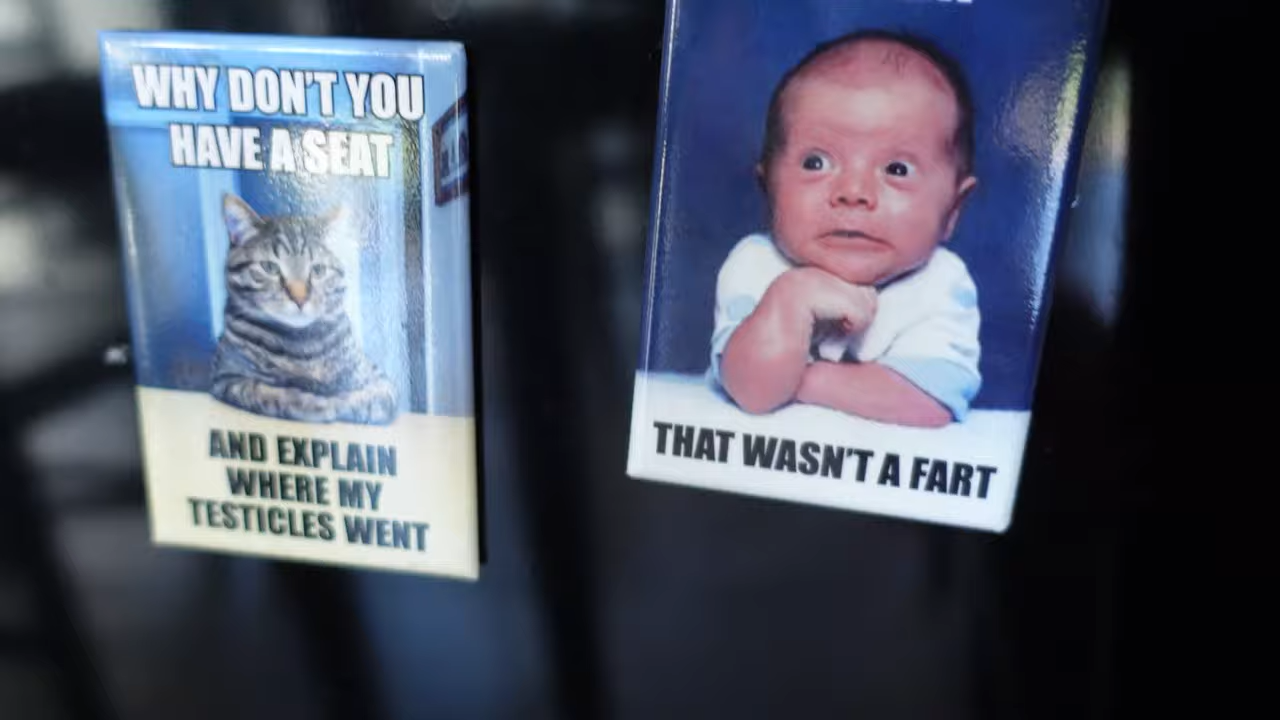 WHY DON'T YOU
HAVE A SEAT
AND EXPLAIN
WHERE MY
TESTICLES WENT
THAT WASN'T A FART